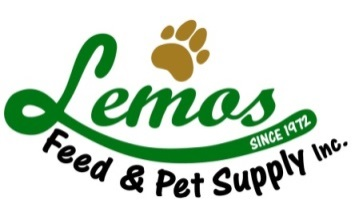 Lemos
SINCE 1972
Feed & Pet Supply Inc.